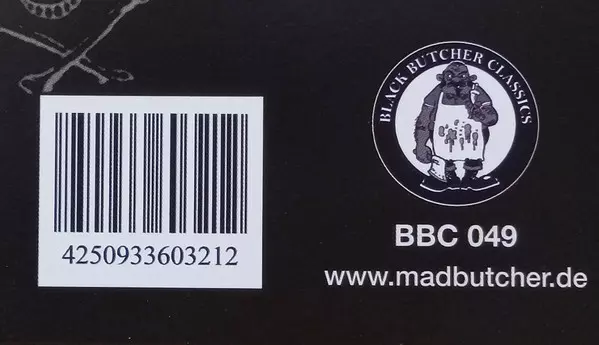 BLACK BUTCHER CLASSICS
4250933603212
BBC 049
www.madbutcher.de